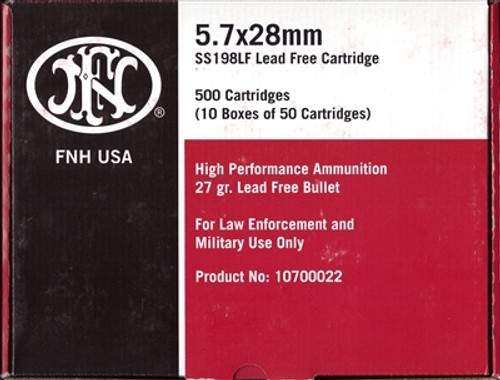 FN
®
FNH USA
5.7x28mm
SS198LF Lead Free Cartridge
500 Cartridges
(10 Boxes of 50 Cartridges)
High Performance Ammunition
27 gr. Lead Free Bullet
For Law Enforcement and
Military Use Only
Product No: 10700022